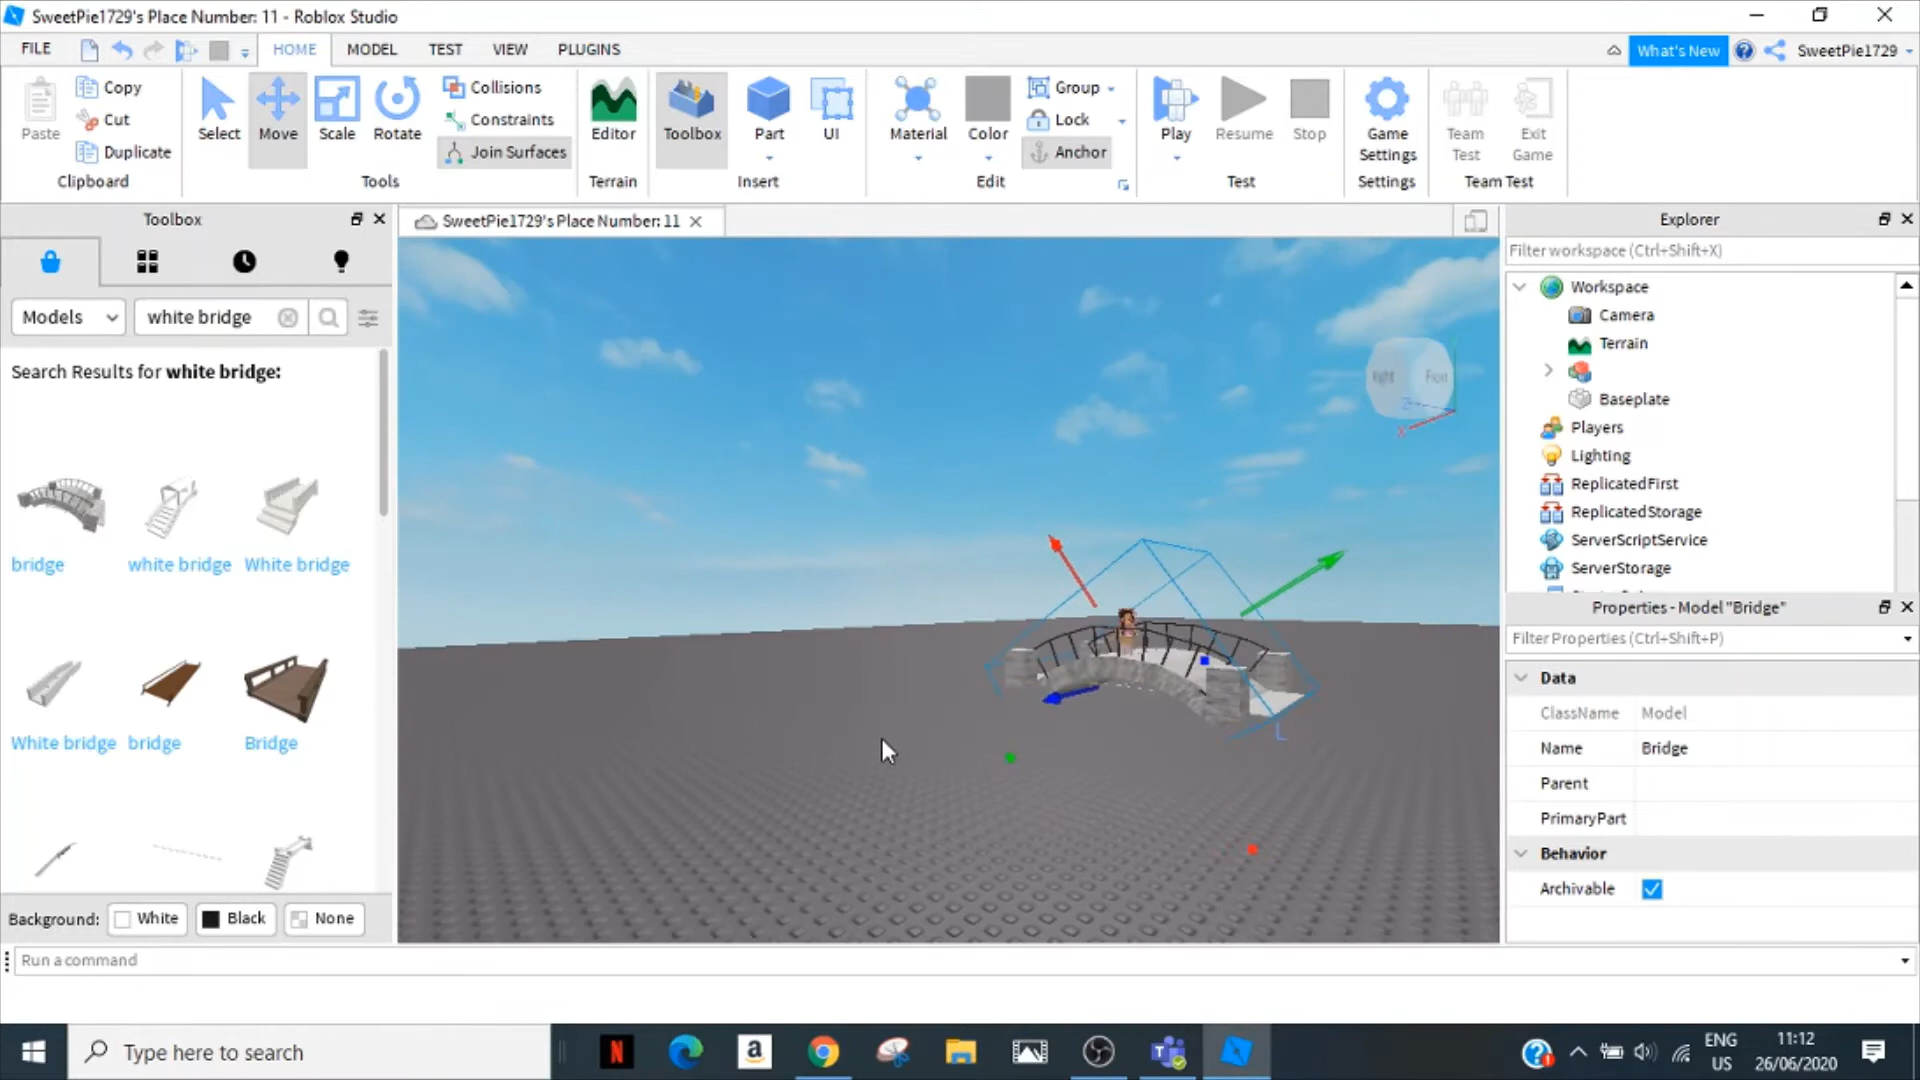 SweetPie1729's Place Number: 11 - Roblox Studio
FILE HOME MODEL TEST VIEW PLUGINS What's New SweetPie1729
Paste Copy Cut Duplicate
Select Move Scale Rotate
Collisions
Constraints
Join Surfaces
Editor Toolbox Part UI
Material Color
Group
Lock
Anchor
Play Resume Stop
Game Settings
Team Test
Exit Game
Clipboard Tools Terrain Insert Edit Test Settings Team Test
Toolbox
SweetPie1729's Place Number: 11
Models
white bridge
Search Results for white bridge:
bridge white bridge White bridge
White bridge bridge Bridge
Background: White Black None
Right Z X
Explorer
Filter workspace (Ctrl+Shift+X)
Workspace
Camera
Terrain
Baseplate
Players
Lighting
ReplicatedFirst
ReplicatedStorage
ServerScriptService
ServerStorage
Properties - Model "Bridge"
Filter Properties (Ctrl+Shift+P)
Data
ClassName Model
Name Bridge
Parent
PrimaryPart
Behavior
Archivable
Run a command
Type here to search
N a
ENG
US
11:12
26/06/2020